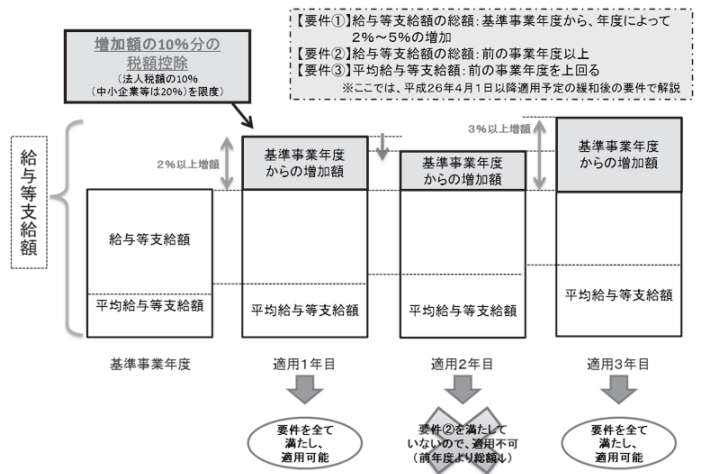 【要件①】給与等支給額の総額:基準事業年度から、年度によって
2%~5%の増加
【要件②】給与等支給額の総額:前の事業年度以上
【要件③】平均給与等支給額:前の事業年度を上回る
※ここでは、平成26年4月1日以降適用予定の緩和後の要件で解説
増加額の10%分の
税額控除
(法人税額の10%
(中小企業等は20%)を限度)
給与等支給額
2%以上増額
3%以上増額
基準事業年度
からの増加額
基準事業年度
からの増加額
基準事業年度
からの増加額
給与等支給額
平均給与等支給額
平均給与等支給額
平均給与等支給額
平均給与等支給額
基準事業年度
適用1年目
適用2年目
適用3年目
要件を全て
満たし、
適用可能
要件②を満たして
いないので、適用不可
(前年度より総額↓)
要件を全て
満たし、
適用可能